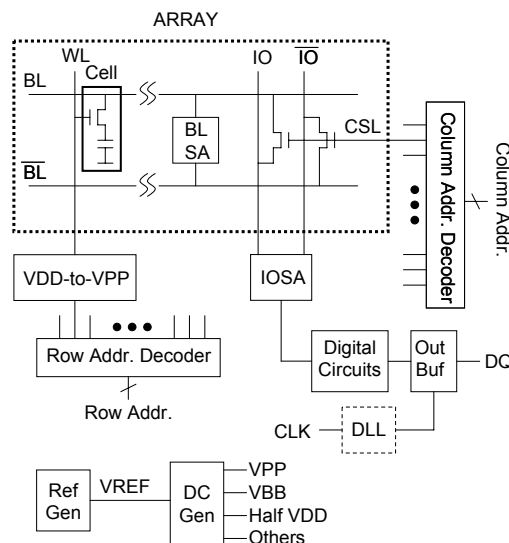 ARRAY
WL
IO
I̅O̅
Cell
BL
BL
SA
CSL
B̅L̅
Column Addr. Decoder
Column Addr.
VDD-to-VPP
IOSA
Row Addr. Decoder
Row Addr.
Digital
Circuits
Out
Buf
DQ
CLK
DLL
Ref
Gen
VREF
DC
Gen
VPP
VBB
Half VDD
Others